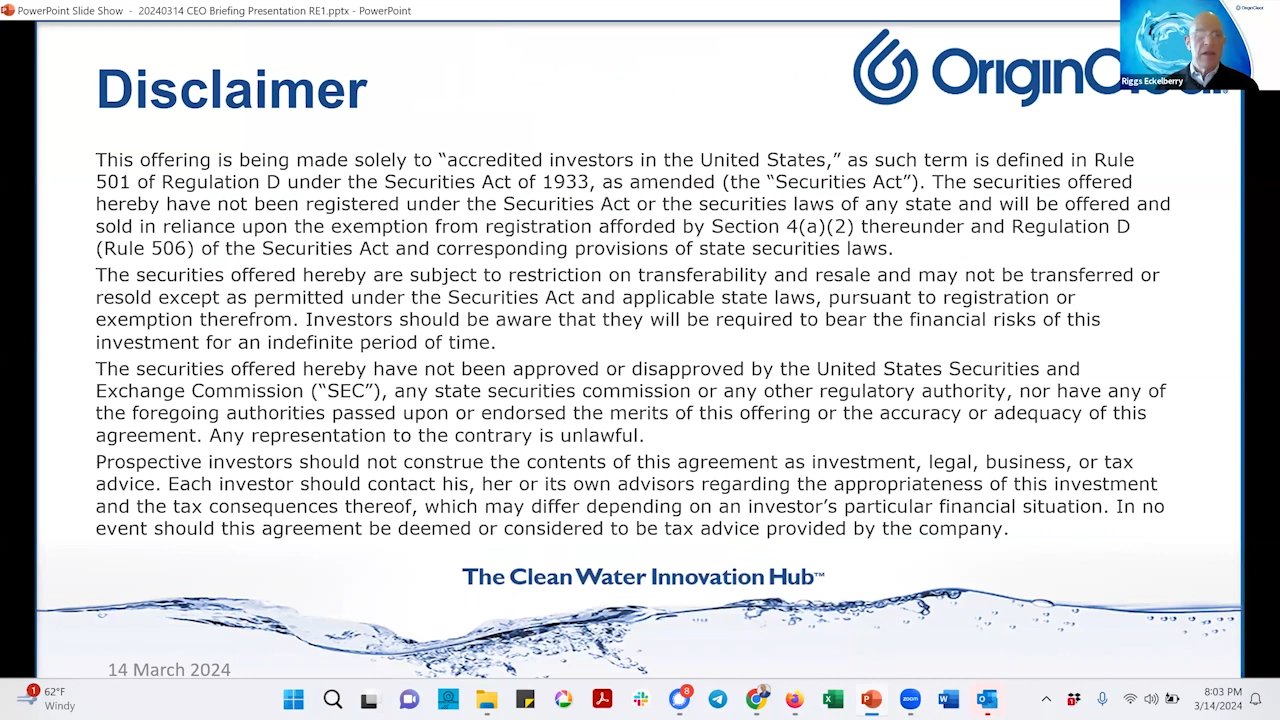 PowerPoint Slide Show - 20240314 CEO Briefing Presentation RE1.pptx - PowerPoint
OriginClear
Riggs Eckelberry
Disclaimer
This offering is being made solely to “accredited investors in the United States,” as such term is defined in Rule
501 of Regulation D under the Securities Act of 1933, as amended (the “Securities Act”). The securities offered
hereby have not been registered under the Securities Act or the securities laws of any state and will be offered and
sold in reliance upon the exemption from registration afforded by Section 4(a)(2) thereunder and Regulation D
(Rule 506) of the Securities Act and corresponding provisions of state securities laws.
The securities offered hereby are subject to restriction on transferability and resale and may not be transferred or
resold except as permitted under the Securities Act and applicable state laws, pursuant to registration or
exemption therefrom. Investors should be aware that they will be required to bear the financial risks of this
investment for an indefinite period of time.
The securities offered hereby have not been approved or disapproved by the United States Securities and
Exchange Commission (“SEC”), any state securities commission or any other regulatory authority, nor have any of
the foregoing authorities passed upon or endorsed the merits of this offering or the accuracy or adequacy of this
agreement. Any representation to the contrary is unlawful.
Prospective investors should not construe the contents of this agreement as investment, legal, business, or tax
advice. Each investor should contact his, her or its own advisors regarding the appropriateness of this investment
and the tax consequences thereof, which may differ depending on an investor’s particular financial situation. In no
event should this agreement be deemed or considered to be tax advice provided by the company.
The Clean Water Innovation Hub™
14 March 2024
1
62°F
Windy
8
zoom
1
8:03 PM
3/14/2024